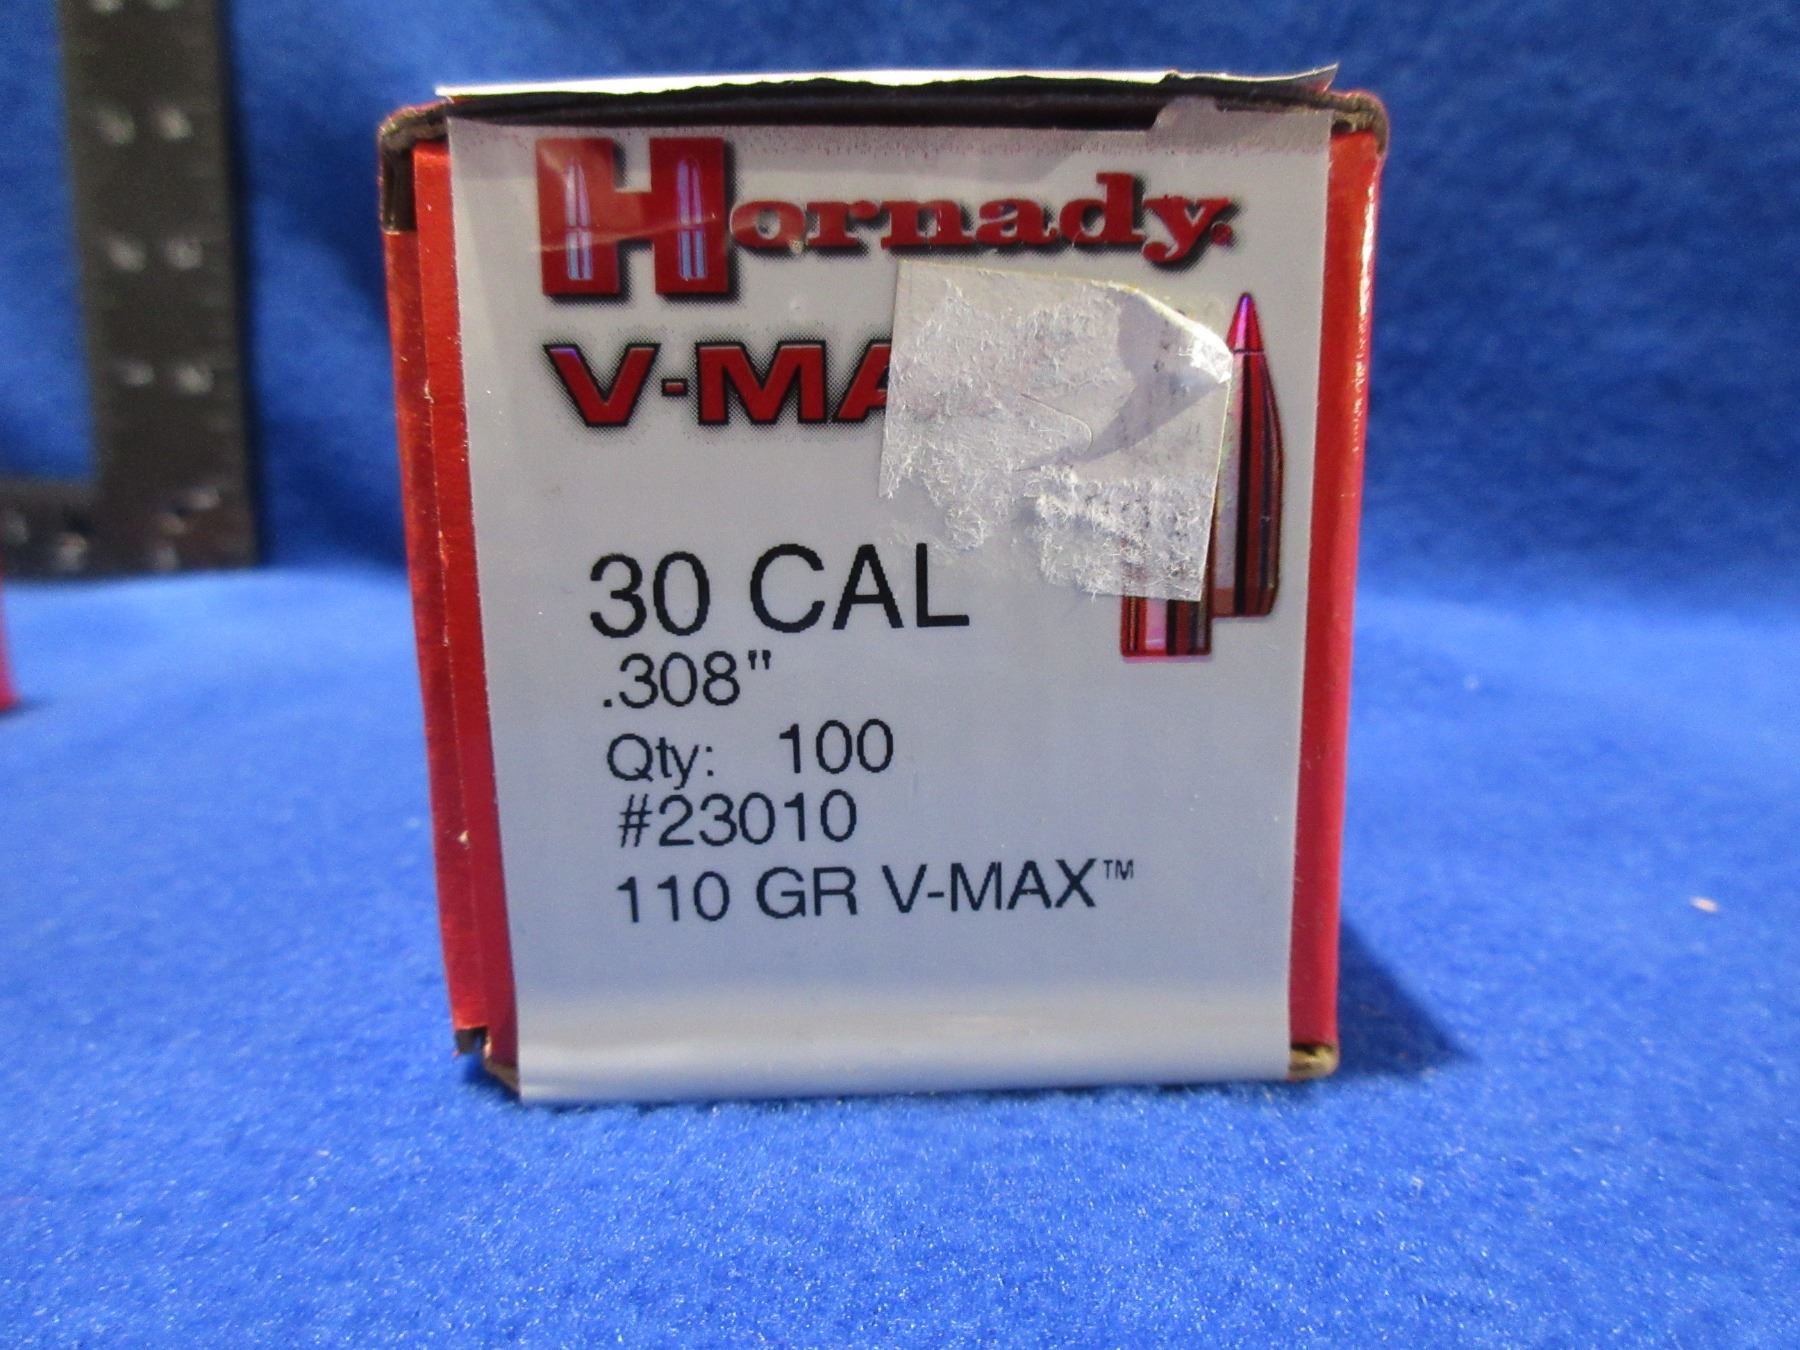 Hornady.
V-MA
30 CAL
.308"
Qty: 100
#23010
110 GR V-MAX™